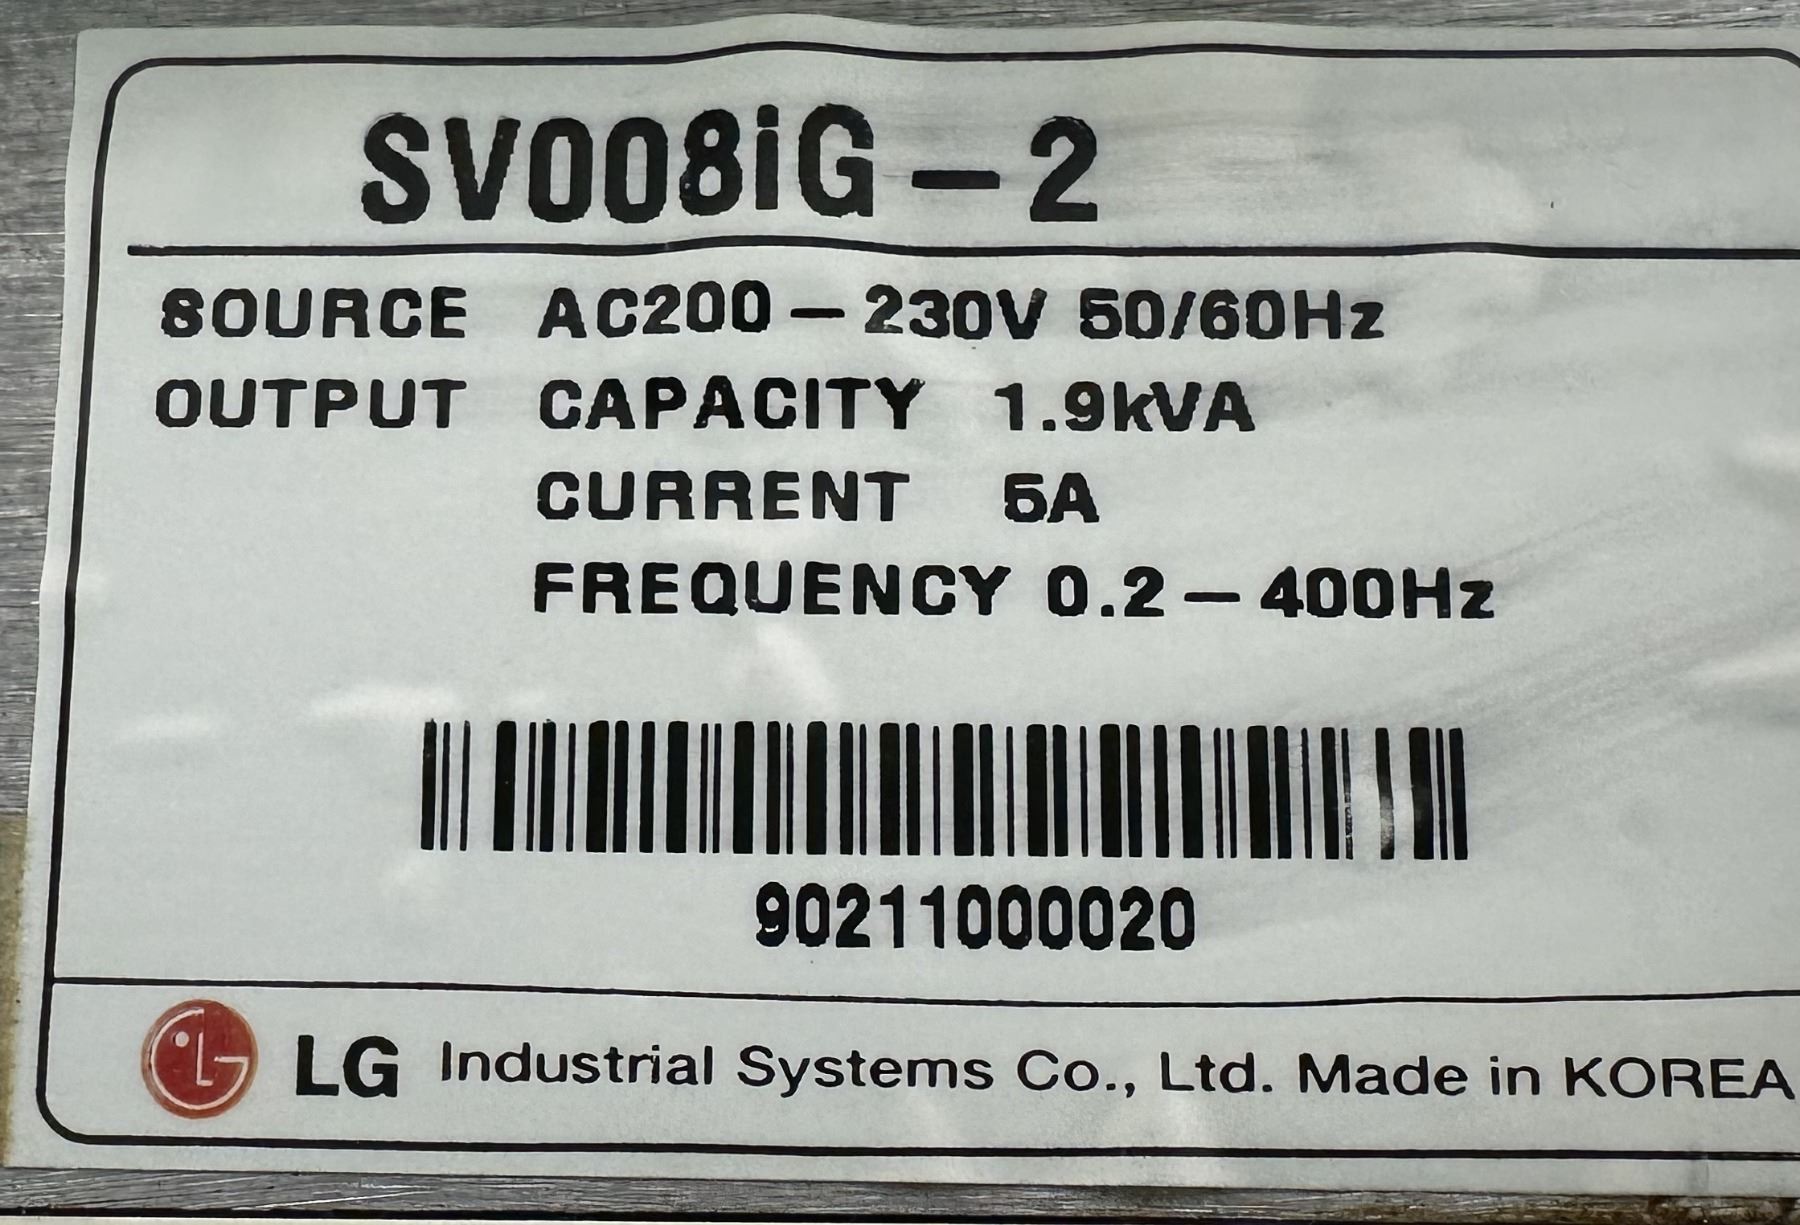 SV008iG-2
SOURCE AC200-230V 50/60Hz
OUTPUT CAPACITY 1.9kVA
CURRENT 5A
FREQUENCY 0.2-400Hz
90211000020
LG Industrial Systems Co., Ltd. Made in KOREA